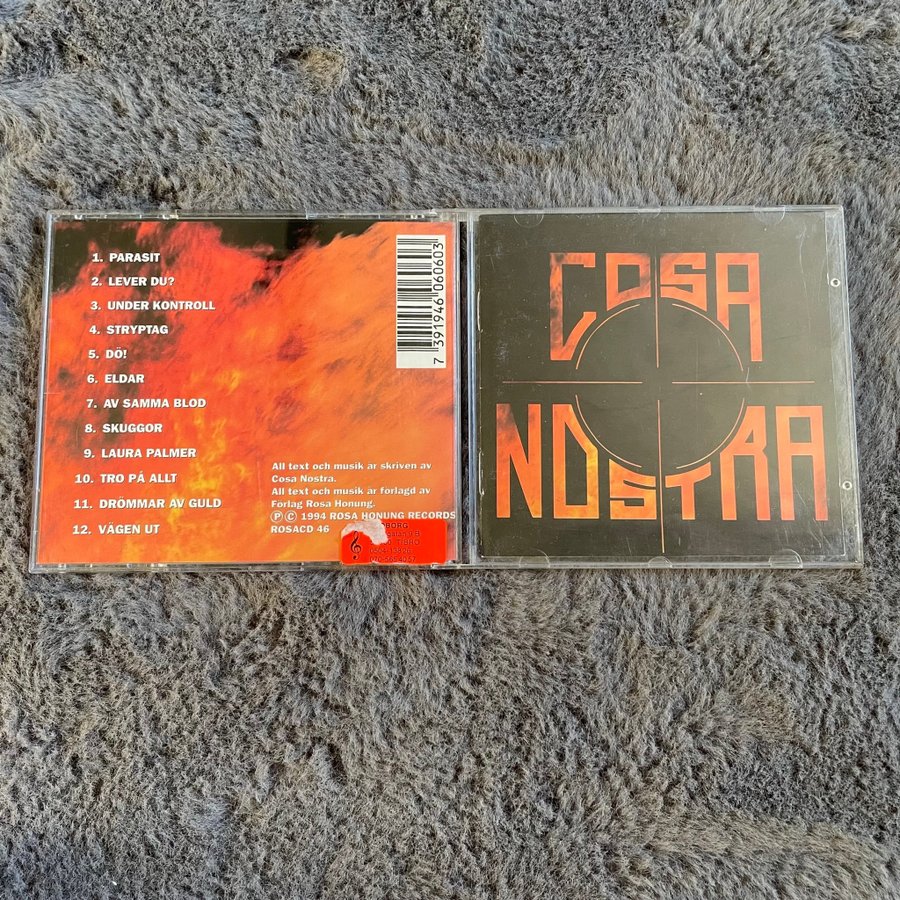 1. PARASIT
2. LEVER DU?
3. UNDER KONTROLL
4. STRYPTAG
5. DÖ!
6. ELDAR
7. AV SAMMA BLOD
8. SKUGGOR
9. LAURA PALMER
10. TRO PÅ ALLT
11. DRÖMMAR AV GULD
12. VÄGEN UT
7 391946 060603
All text och musik är skriven av
Cosa Nostra.
All text och musik är förlagd av
Förlag Rosa Honung.
Ⓟ © 1994 ROSA HONUNG RECORDS
ROSACD 46
COSA
NOSTRA